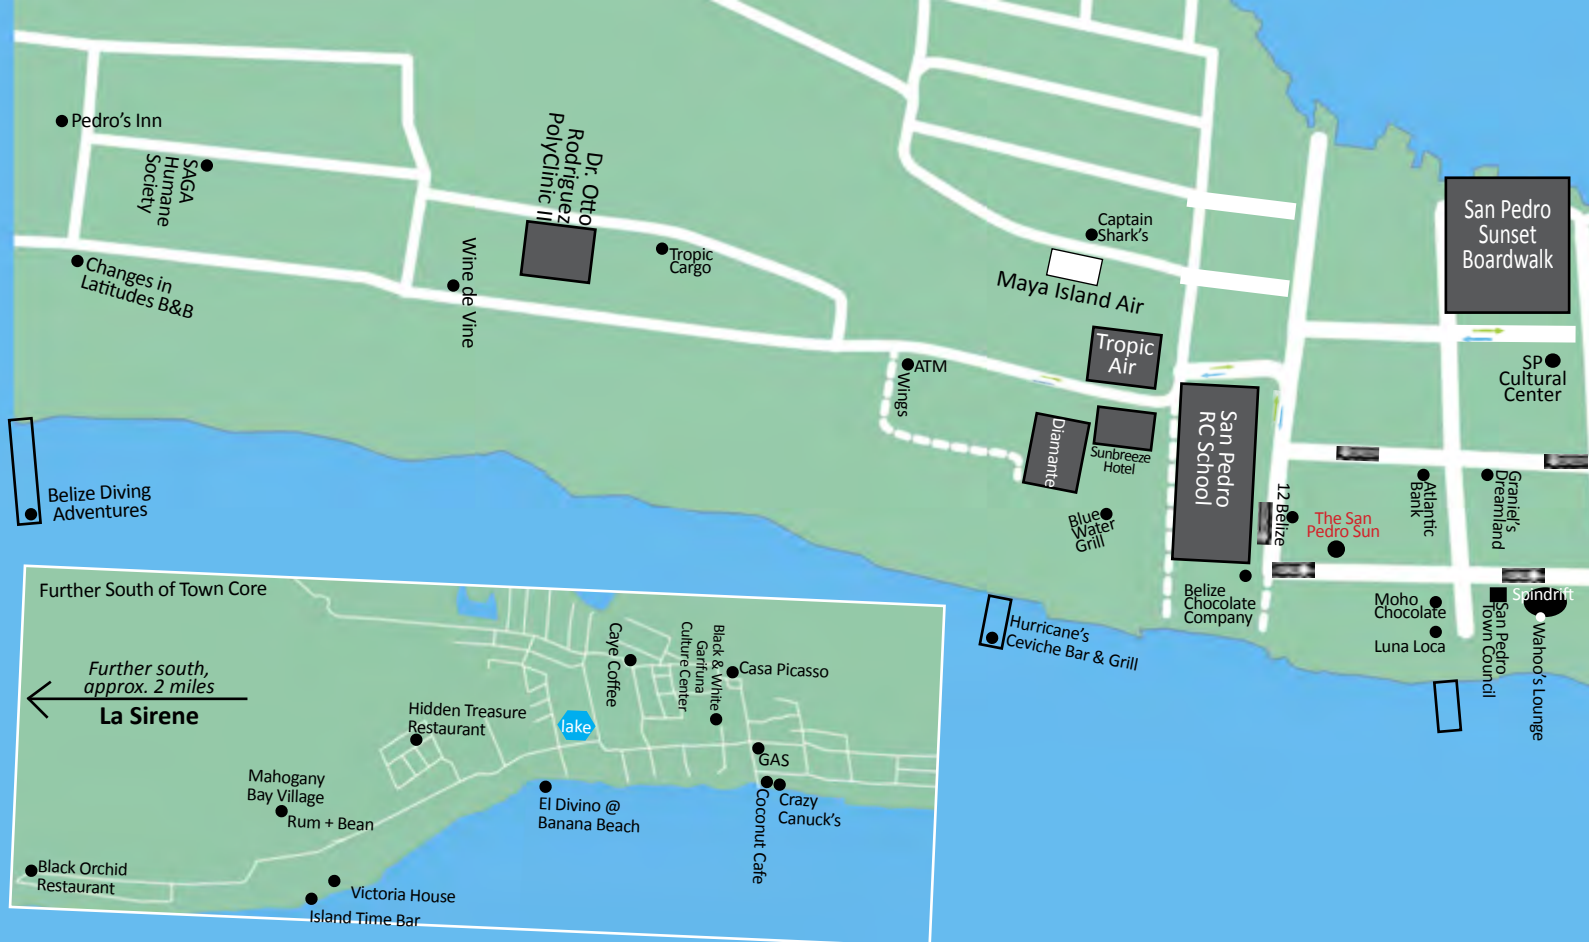 Pedro's Inn
SAGA
Humane
Society
Changes in
Latitudes B&B
Dr. Otto
Rodriguez
PolyClinic II
Wine de Vine
Tropic
Cargo
Captain
Shark's
Maya Island Air
Tropic
Air
ATM
Wings
Diamante
Sunbreeze
Hotel
Blue
Water
Grill
San Pedro
RC School
San Pedro
Sunset
Boardwalk
SP
Cultural
Center
12 Belize
The San
Pedro Sun
Atlantic
Bank
Graniel's
Dreamland
Belize
Chocolate
Company
Moho
Chocolate
Luna Loca
San Pedro
Town Council
Spindrift
Wahoo's Lounge
Belize Diving
Adventures
Hurricane's
Ceviche Bar & Grill
Further South of Town Core
Further south,
approx. 2 miles
La Sirene
Hidden Treasure
Restaurant
Mahogany
Bay Village
Rum + Bean
Black Orchid
Restaurant
Victoria House
Island Time Bar
lake
El Divino @
Banana Beach
Caye Coffee
Black & White
Garifuna
Culture Center
Casa Picasso
GAS
Coconut Cafe
Crazy
Canuck's